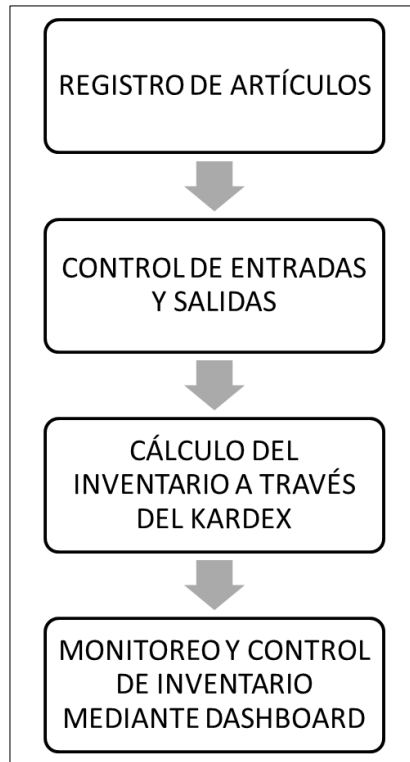 REGISTRO DE ARTÍCULOS
CONTROL DE ENTRADAS
Y SALIDAS
CÁLCULO DEL
INVENTARIO A TRAVÉS
DEL KARDEX
MONITOREO Y CONTROL
DE INVENTARIO
MEDIANTE DASHBOARD